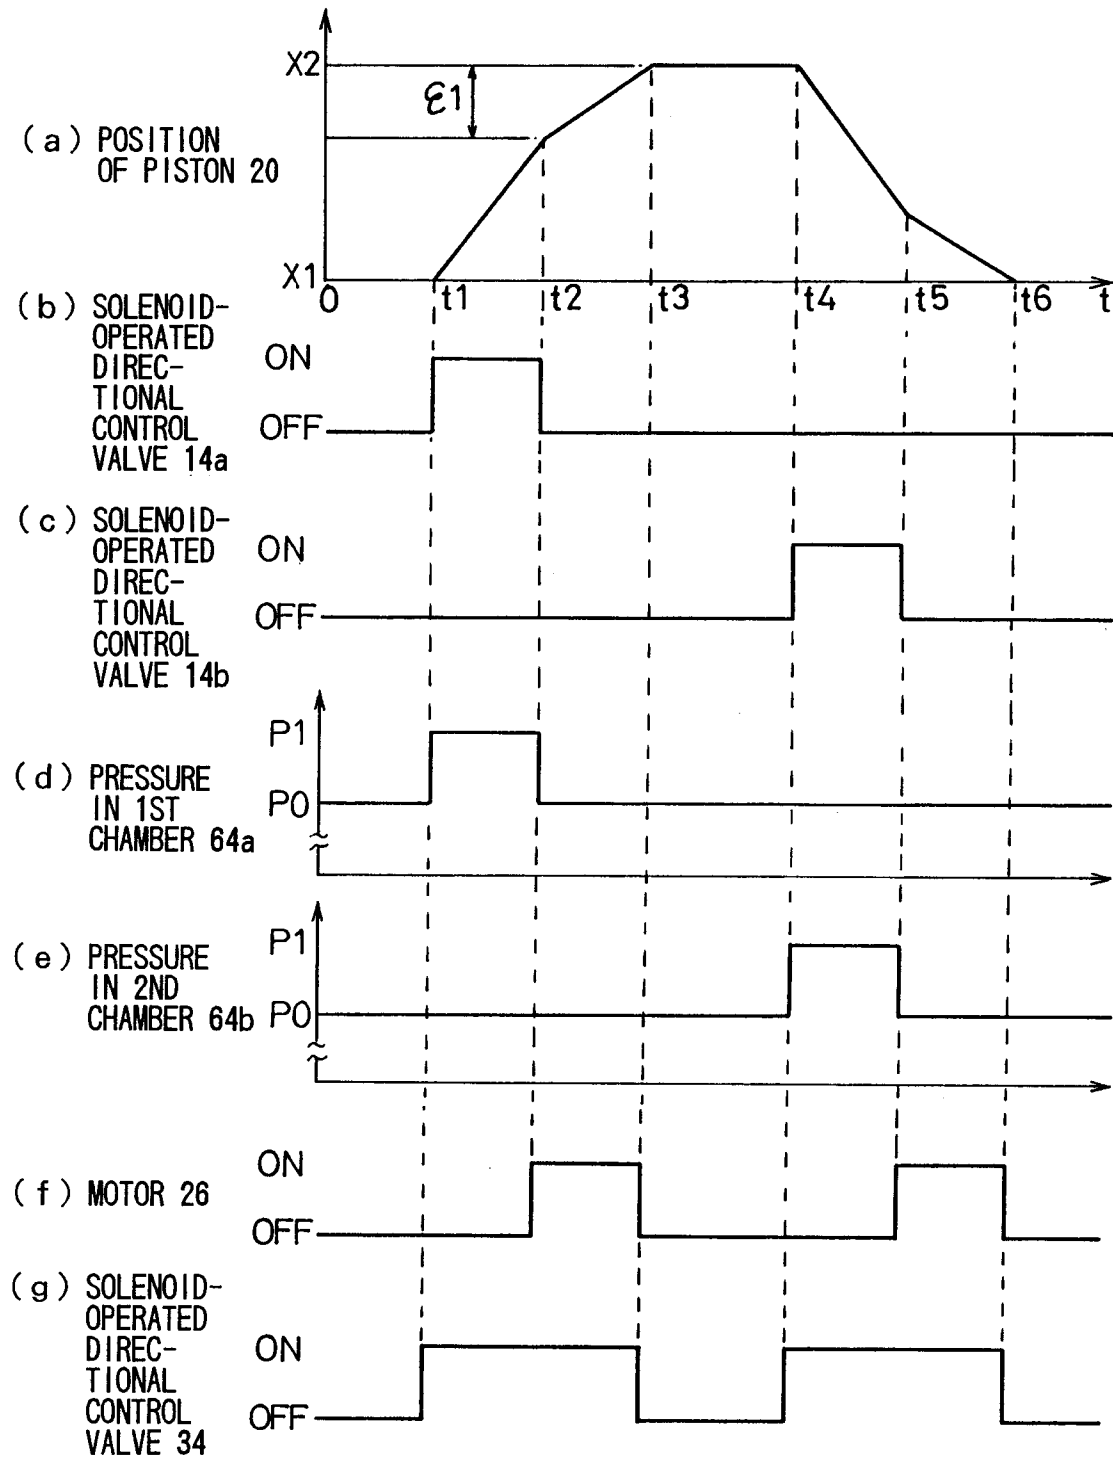 X2
ε1
(a) POSITION
OF PISTON 20
X1
0 t1 t2 t3 t4 t5 t6 t
(b) SOLENOID-
OPERATED
DIREC-
TIONAL
CONTROL
VALVE 14a
ON
OFF
(c) SOLENOID-
OPERATED
DIREC-
TIONAL
CONTROL
VALVE 14b
ON
OFF
(d) PRESSURE
IN 1ST
CHAMBER 64a
P1
P0
(e) PRESSURE
IN 2ND
CHAMBER 64b
P1
P0
(f) MOTOR 26
ON
OFF
(g) SOLENOID-
OPERATED
DIREC-
TIONAL
CONTROL
VALVE 34
ON
OFF